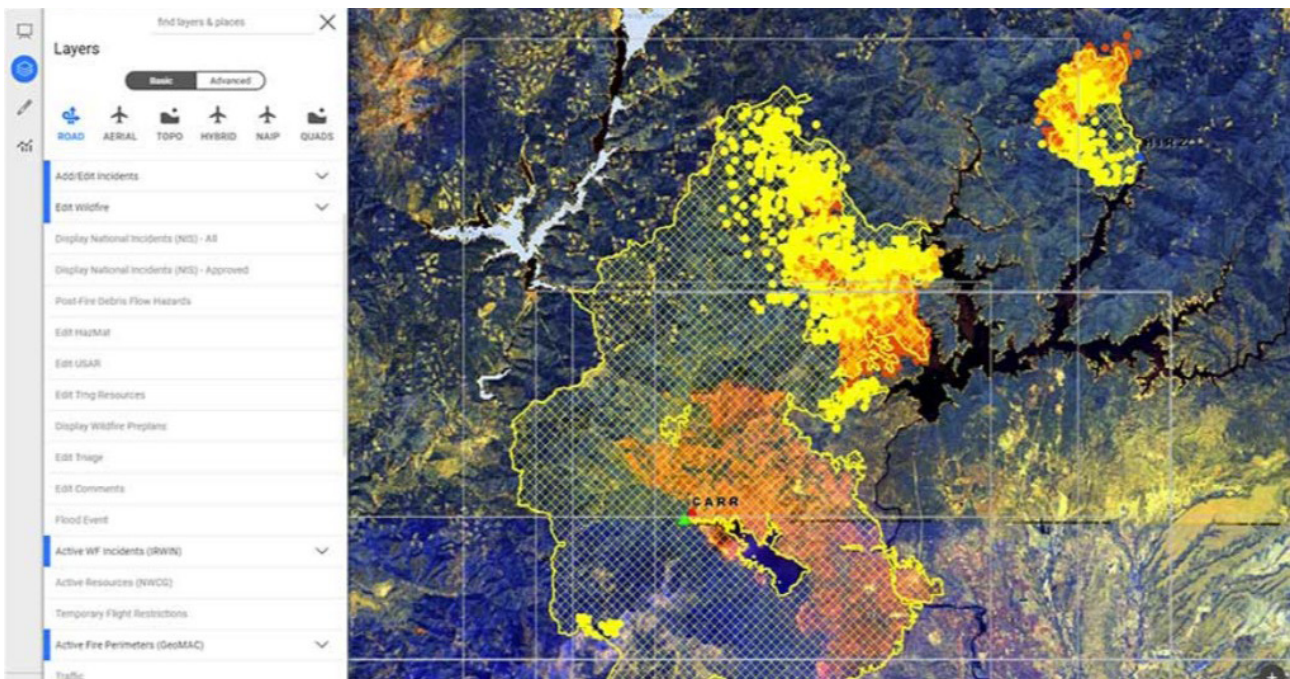 find layers & places
Layers
Basic
Advanced
ROAD
AERIAL
TOPO
HYBRID
NAIP
QUADS
Add/Edit Incidents
Edit Wildfire
Display National Incidents (NIS) - All
Display National Incidents (NIS) - Approved
Post-Fire Debris Flow Hazards
Edit HazMat
Edit USAR
Edit Trng Resources
Display Wildfire Preplans
Edit Triage
Edit Comments
Flood Event
Active WF Incidents (IRWIN)
Active Resources (NWCG)
Temporary Flight Restrictions
Active Fire Perimeters (GeoMAC)
Traffic
CARR